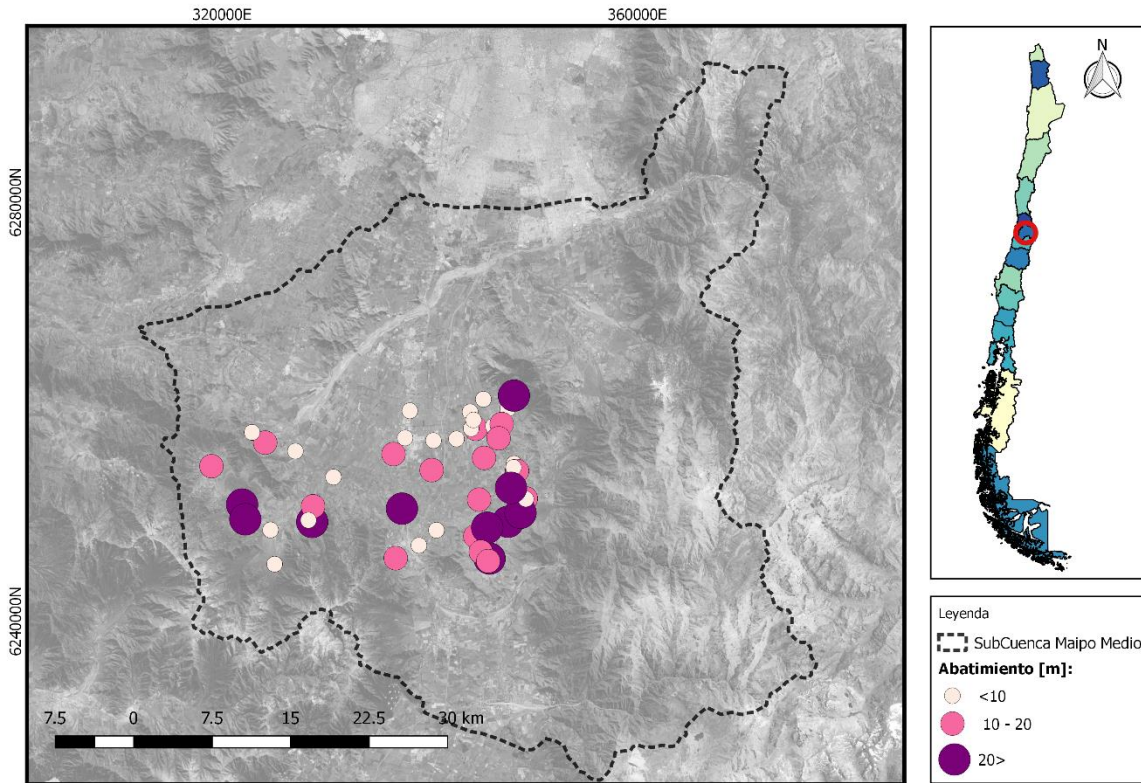 320000E
360000E
6280000N
6240000N
7.5
0
7.5
15
22.5
30 km
N
Leyenda
SubCuenca Maipo Medio
Abatimiento [m]:
<10
10 - 20
20>